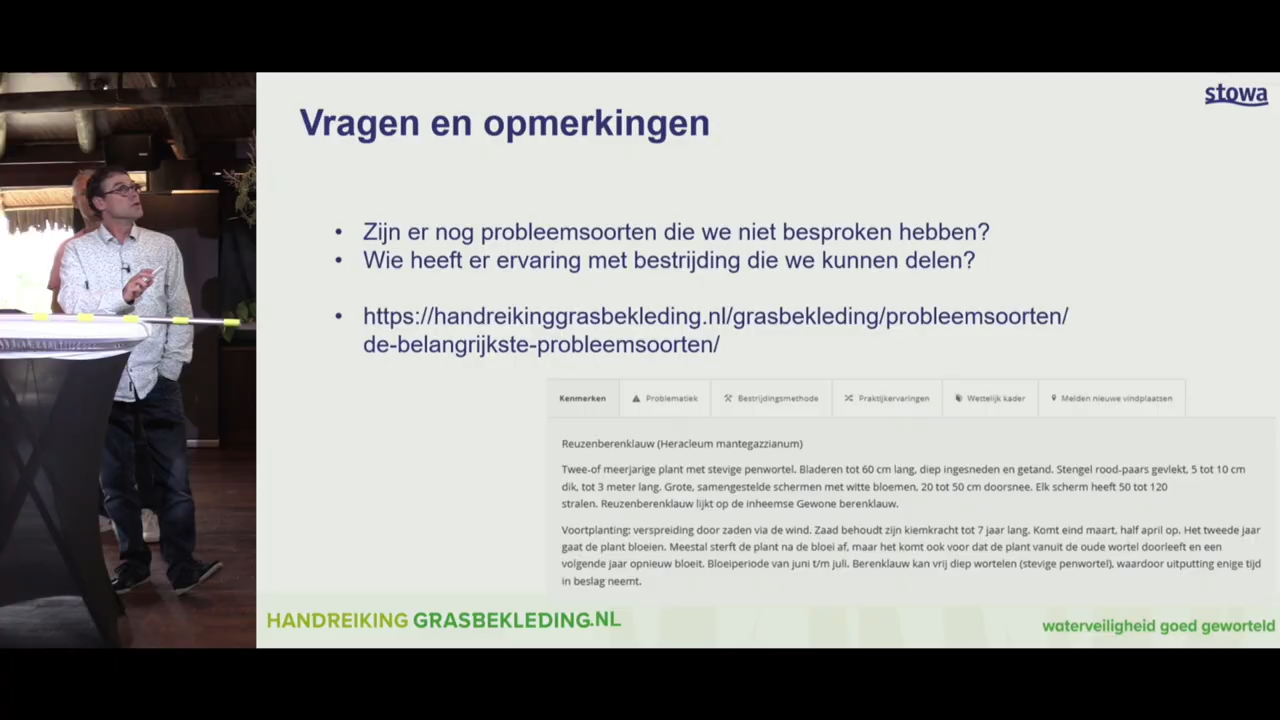 stowa
Vragen en opmerkingen
• Zijn er nog probleemsoorten die we niet besproken hebben?
• Wie heeft er ervaring met bestrijding die we kunnen delen?
• https://handreikinggrasbekleding.nl/grasbekleding/probleemsoorten/
de-belangrijkste-probleemsoorten/
Kenmerken Problematiek Bestrijdingsmethode Praktijkervaringen Wettelijk kader Melden nieuwe vindplaatsen
Reuzenberenklauw (Heracleum mantegazzianum)
Twee-of meerjarige plant met stevige penwortel. Bladeren tot 60 cm lang, diep ingesneden en getand. Stengel rood-paars gevlekt, 5 tot 10 cm
dik, tot 3 meter lang. Grote, samengestelde schermen met witte bloemen, 20 tot 50 cm doorsnee. Elk scherm heeft 50 tot 120
stralen. Reuzenberenklauw lijkt op de inheemse Gewone berenklauw.
Voortplanting: verspreiding door zaden via de wind. Zaad behoudt zijn kiemkracht tot 7 jaar lang. Komt eind maart, half april op. Het tweede jaar
gaat de plant bloeien. Meestal sterft de plant na de bloei af, maar het komt ook voor dat de plant vanuit de oude wortel doorleeft en een
volgende jaar opnieuw bloeit. Bloeiperiode van juni t/m juli. Berenklauw kan vrij diep wortelen (stevige penwortel), waardoor uitputting enige tijd
in beslag neemt.
HANDREIKING GRASBEKLEDING.NL
waterveiligheid goed geworteld